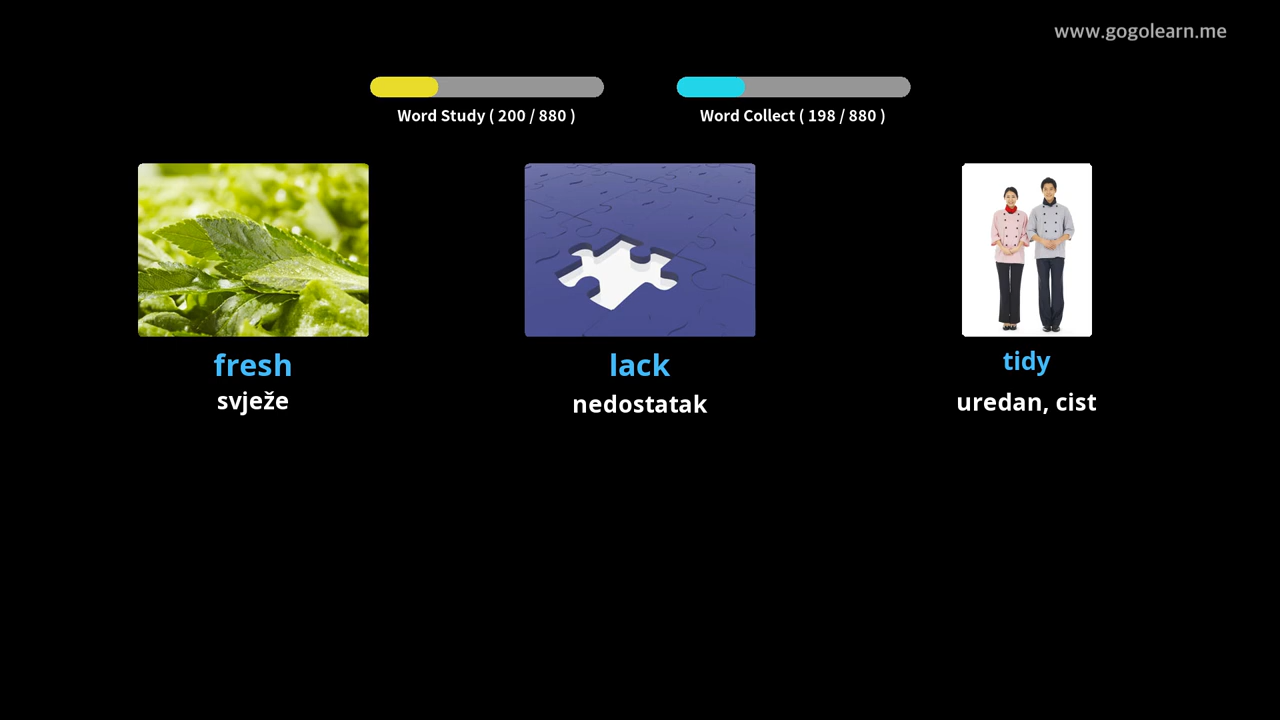 www.gogolearn.me
Word Study ( 200 / 880 )
Word Collect ( 198 / 880 )
fresh
svježe
lack
nedostatak
tidy
uredan, cist